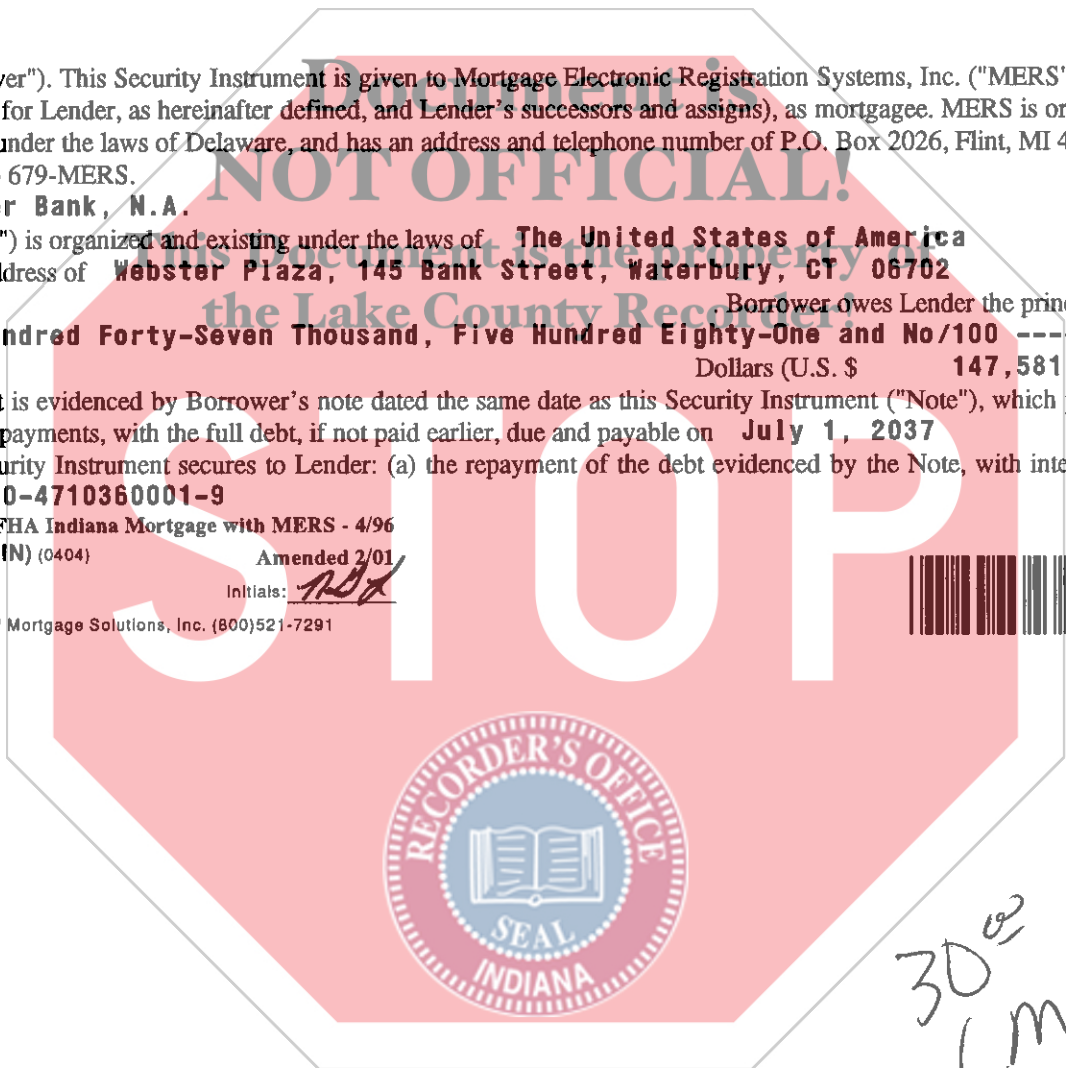 ver"). This Security Instrument is given to Mortgage Electronic Registration Systems, Inc. ("MERS"
for Lender, as hereinafter defined, and Lender's successors and assigns), as mortgagee. MERS is or
under the laws of Delaware, and has an address and telephone number of P.O. Box 2026, Flint, MI 4
679-MERS.
r Bank, N.A.
") is organized and existing under the laws of The United States of America
ddress of Webster Plaza, 145 Bank Street, Waterbury, CT 06702
. Borrower owes Lender the princ
ndred Forty-Seven Thousand, Five Hundred Eighty-One and No/100 ----
Dollars (U.S. $ 147,581
t is evidenced by Borrower's note dated the same date as this Security Instrument ("Note"), which
payments, with the full debt, if not paid earlier, due and payable on July 1, 2037
urity Instrument secures to Lender: (a) the repayment of the debt evidenced by the Note, with inte
0-4710360001-9
FHA Indiana Mortgage with MERS - 4/96
IN) (0404)
Amended 2/01
Initials:
Mortgage Solutions, Inc. (800)521-7291
Document is
NOT OFFICIAL!
This Document is the property of
the Lake County Recorder!
STOP
RECORDER'S OFFICE
SEAL
INDIANA
30